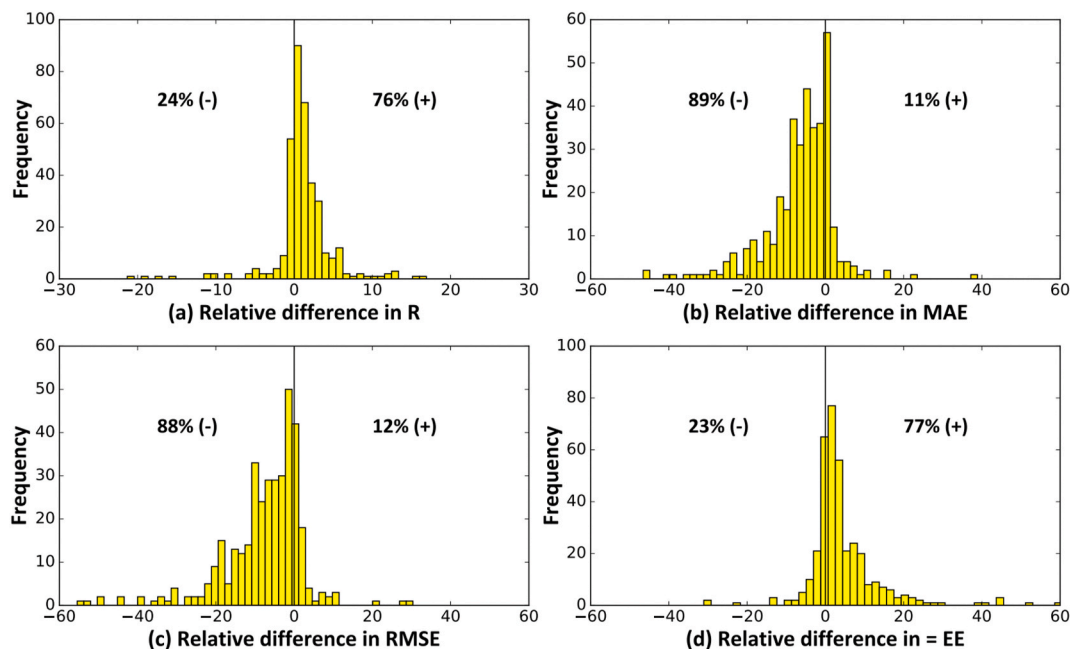 100
80
60
40
20
0
Frequency
24% (-)
76% (+)
−30 −20 −10 0 10 20 30
(a) Relative difference in R
60
50
40
30
20
10
0
Frequency
89% (-)
11% (+)
−60 −40 −20 0 20 40 60
(b) Relative difference in MAE
60
50
40
30
20
10
0
Frequency
88% (-)
12% (+)
−60 −40 −20 0 20 40 60
(c) Relative difference in RMSE
100
80
60
40
20
0
Frequency
23% (-)
77% (+)
−60 −40 −20 0 20 40 60
(d) Relative difference in = EE